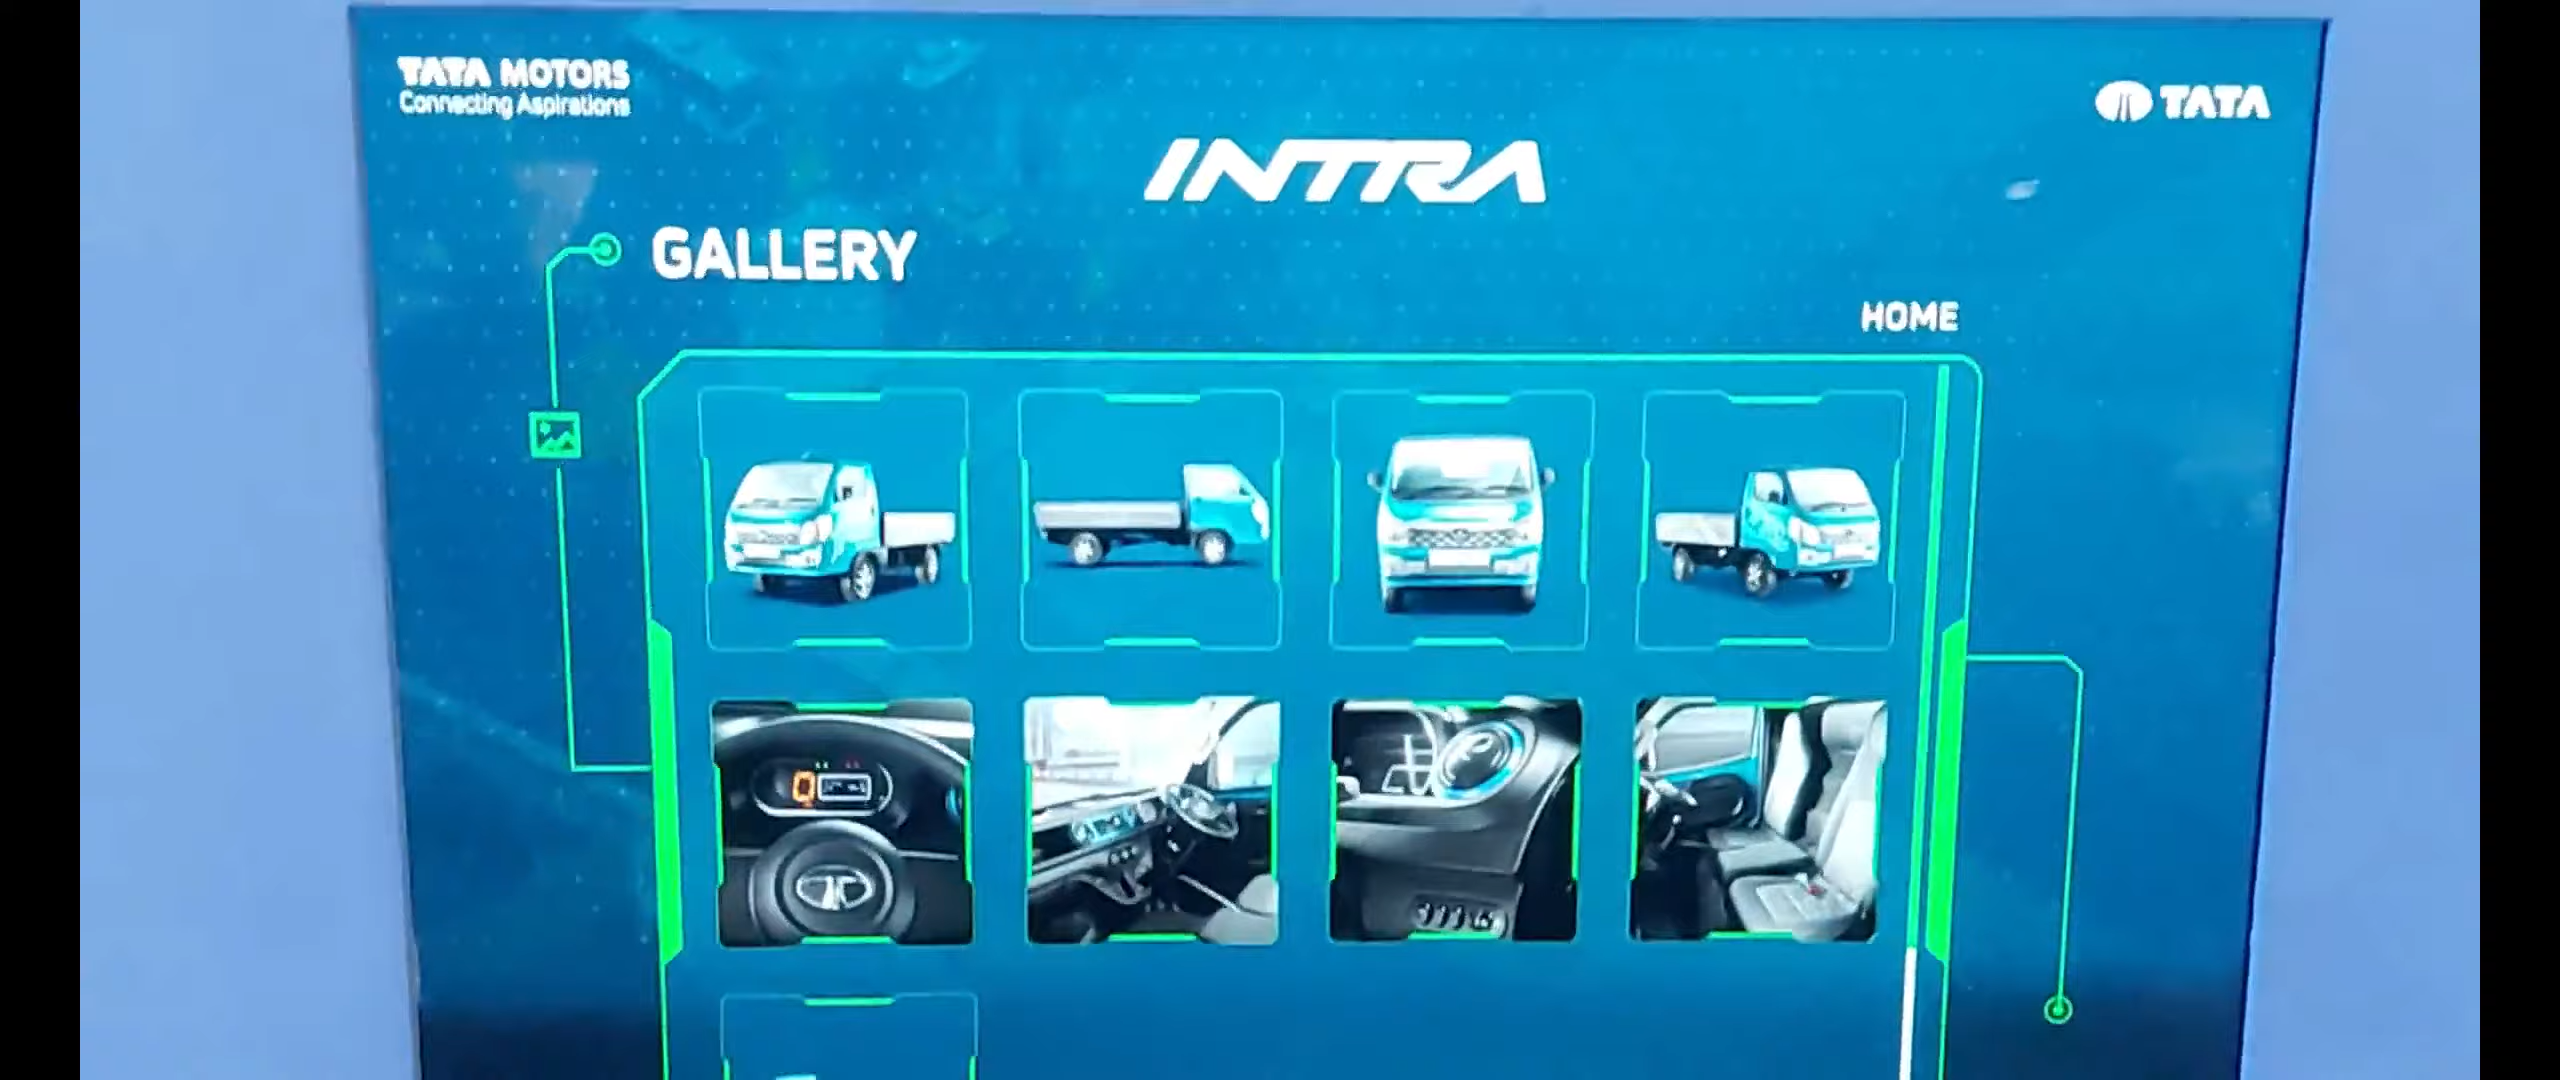 TATA MOTORS
Connecting Aspirations
TATA
INTRA
GALLERY
HOME